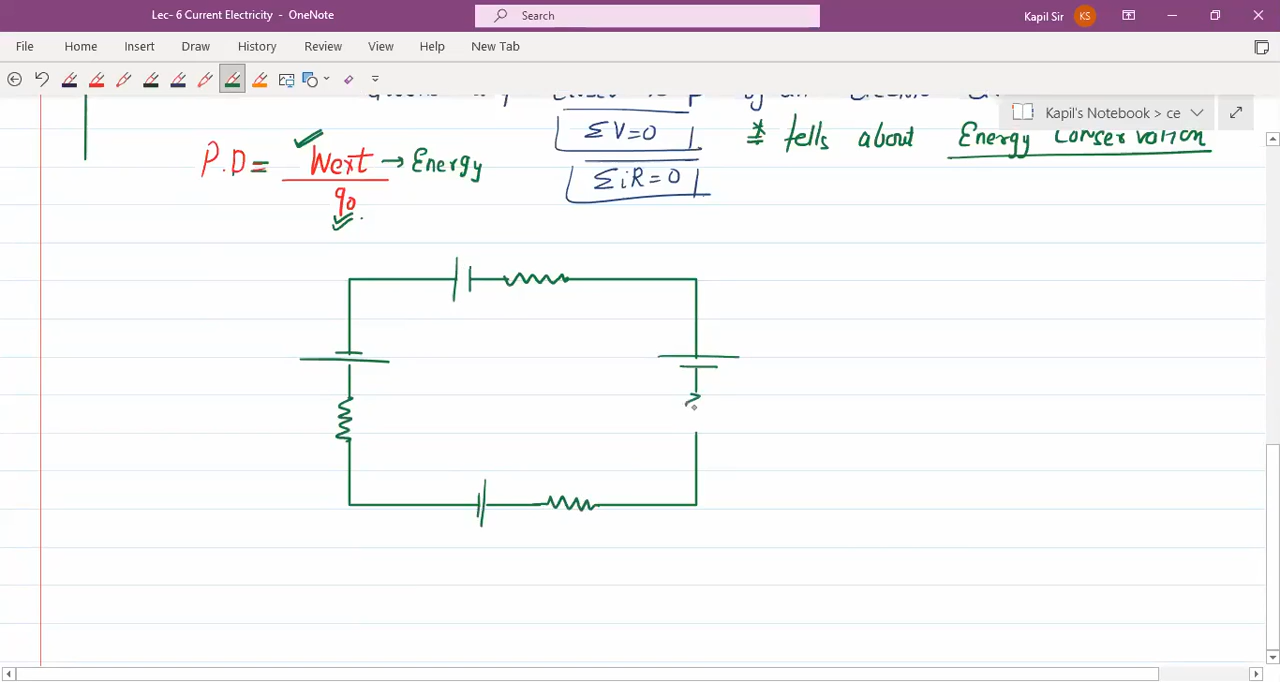 Lec- 6 Current Electricity - OneNote
Search
Kapil Sir KS
File Home Insert Draw History Review View Help New Tab
Kapil's Notebook > ce
ΣV=0
* tells about Energy Conservation
P.D = Wext → Energy
q0
ΣiR=0